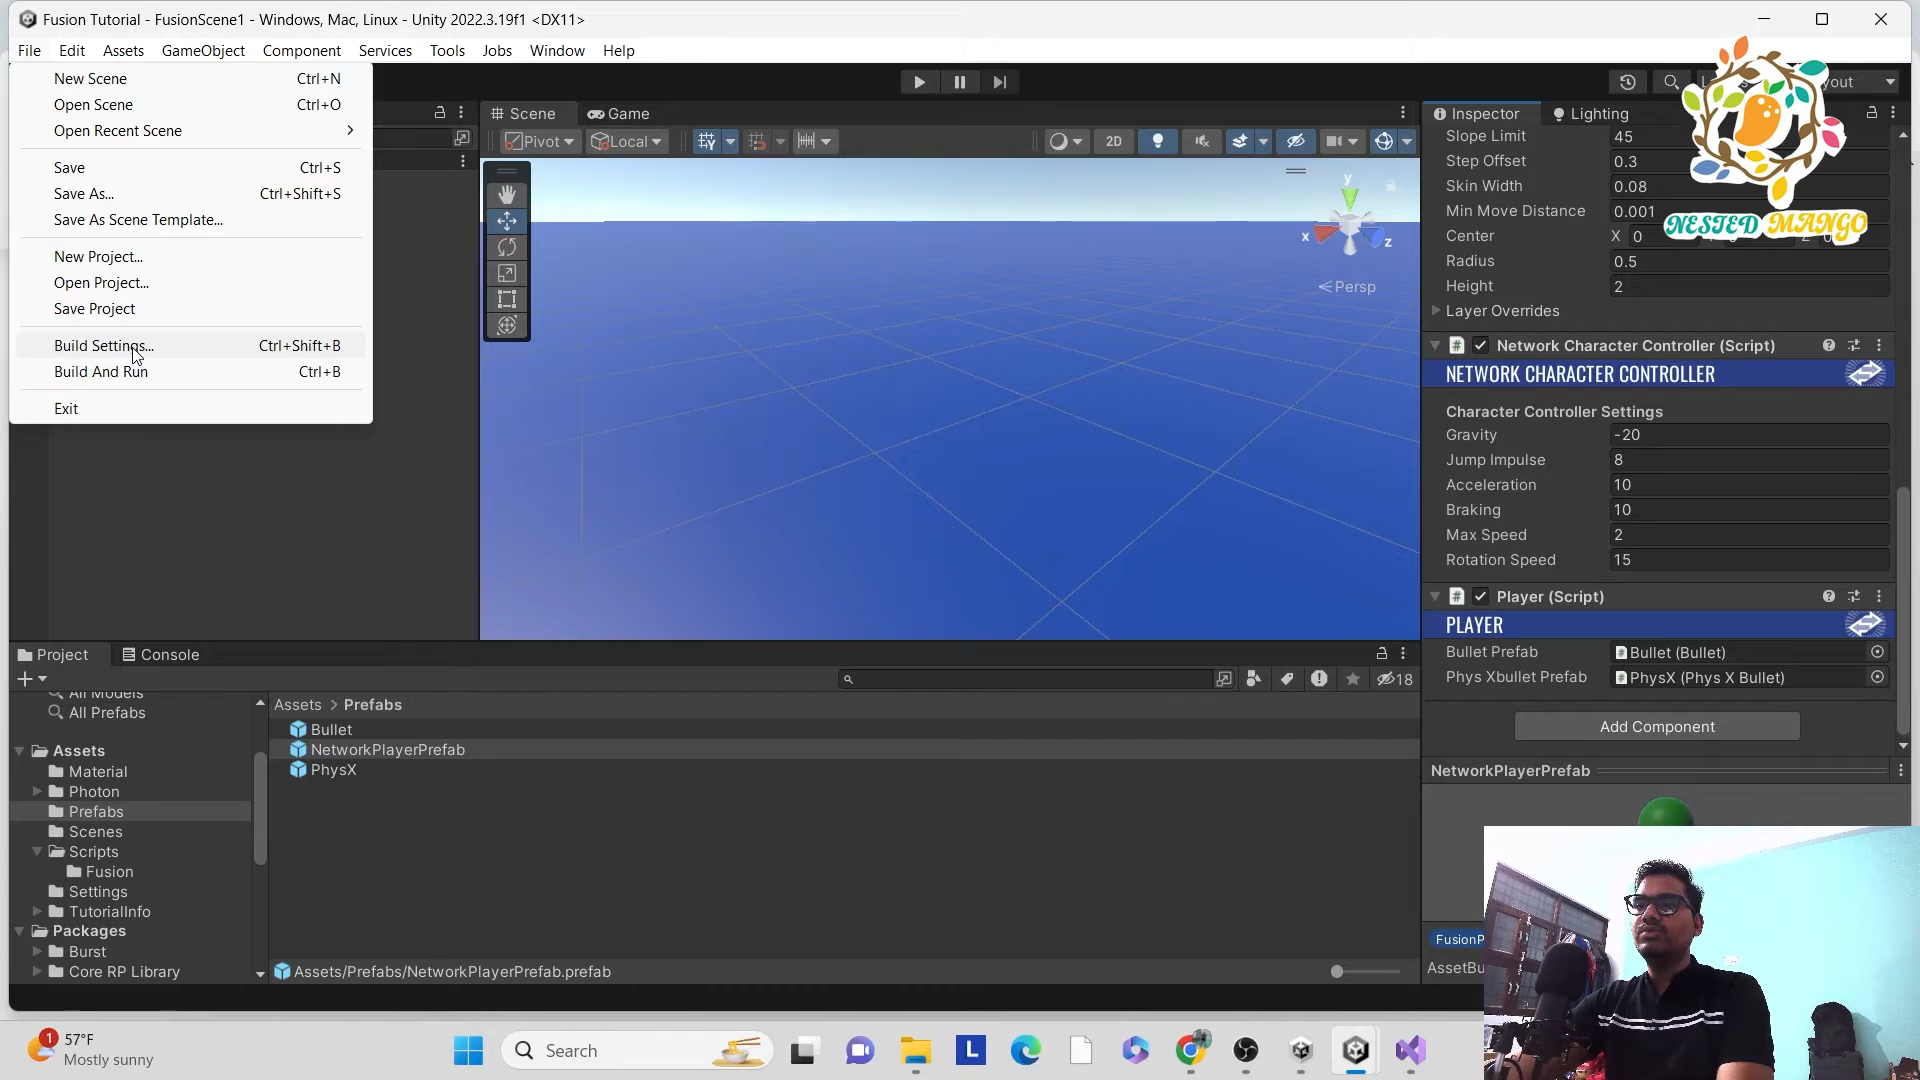 Fusion Tutorial - FusionScene1 - Windows, Mac, Linux - Unity 2022.3.19f1 <DX11>
File Edit Assets GameObject Component Services Tools Jobs Window Help
New Scene Ctrl+N
Open Scene Ctrl+O
Open Recent Scene
Save Ctrl+S
Save As... Ctrl+Shift+S
Save As Scene Template...
New Project...
Open Project...
Save Project
Build Settings... Ctrl+Shift+B
Build And Run Ctrl+B
Exit
Scene Game
Pivot Local 2D
y
x
z
Persp
Inspector Lighting
Slope Limit 45
Step Offset 0.3
Skin Width 0.08
Min Move Distance 0.001
Center X 0
Radius 0.5
Height 2
Layer Overrides
NESTED MANGO
Network Character Controller (Script)
NETWORK CHARACTER CONTROLLER
Character Controller Settings
Gravity -20
Jump Impulse 8
Acceleration 10
Braking 10
Max Speed 2
Rotation Speed 15
Player (Script)
PLAYER
Bullet Prefab Bullet (Bullet)
Phys Xbullet Prefab PhysX (Phys X Bullet)
Add Component
NetworkPlayerPrefab
Project Console
18
All Models
All Prefabs
Assets
Material
Photon
Prefabs
Scenes
Scripts
Fusion
Settings
TutorialInfo
Packages
Burst
Core RP Library
Assets > Prefabs
Bullet
NetworkPlayerPrefab
PhysX
Assets/Prefabs/NetworkPlayerPrefab.prefab
1
57°F
Mostly sunny
Search
L